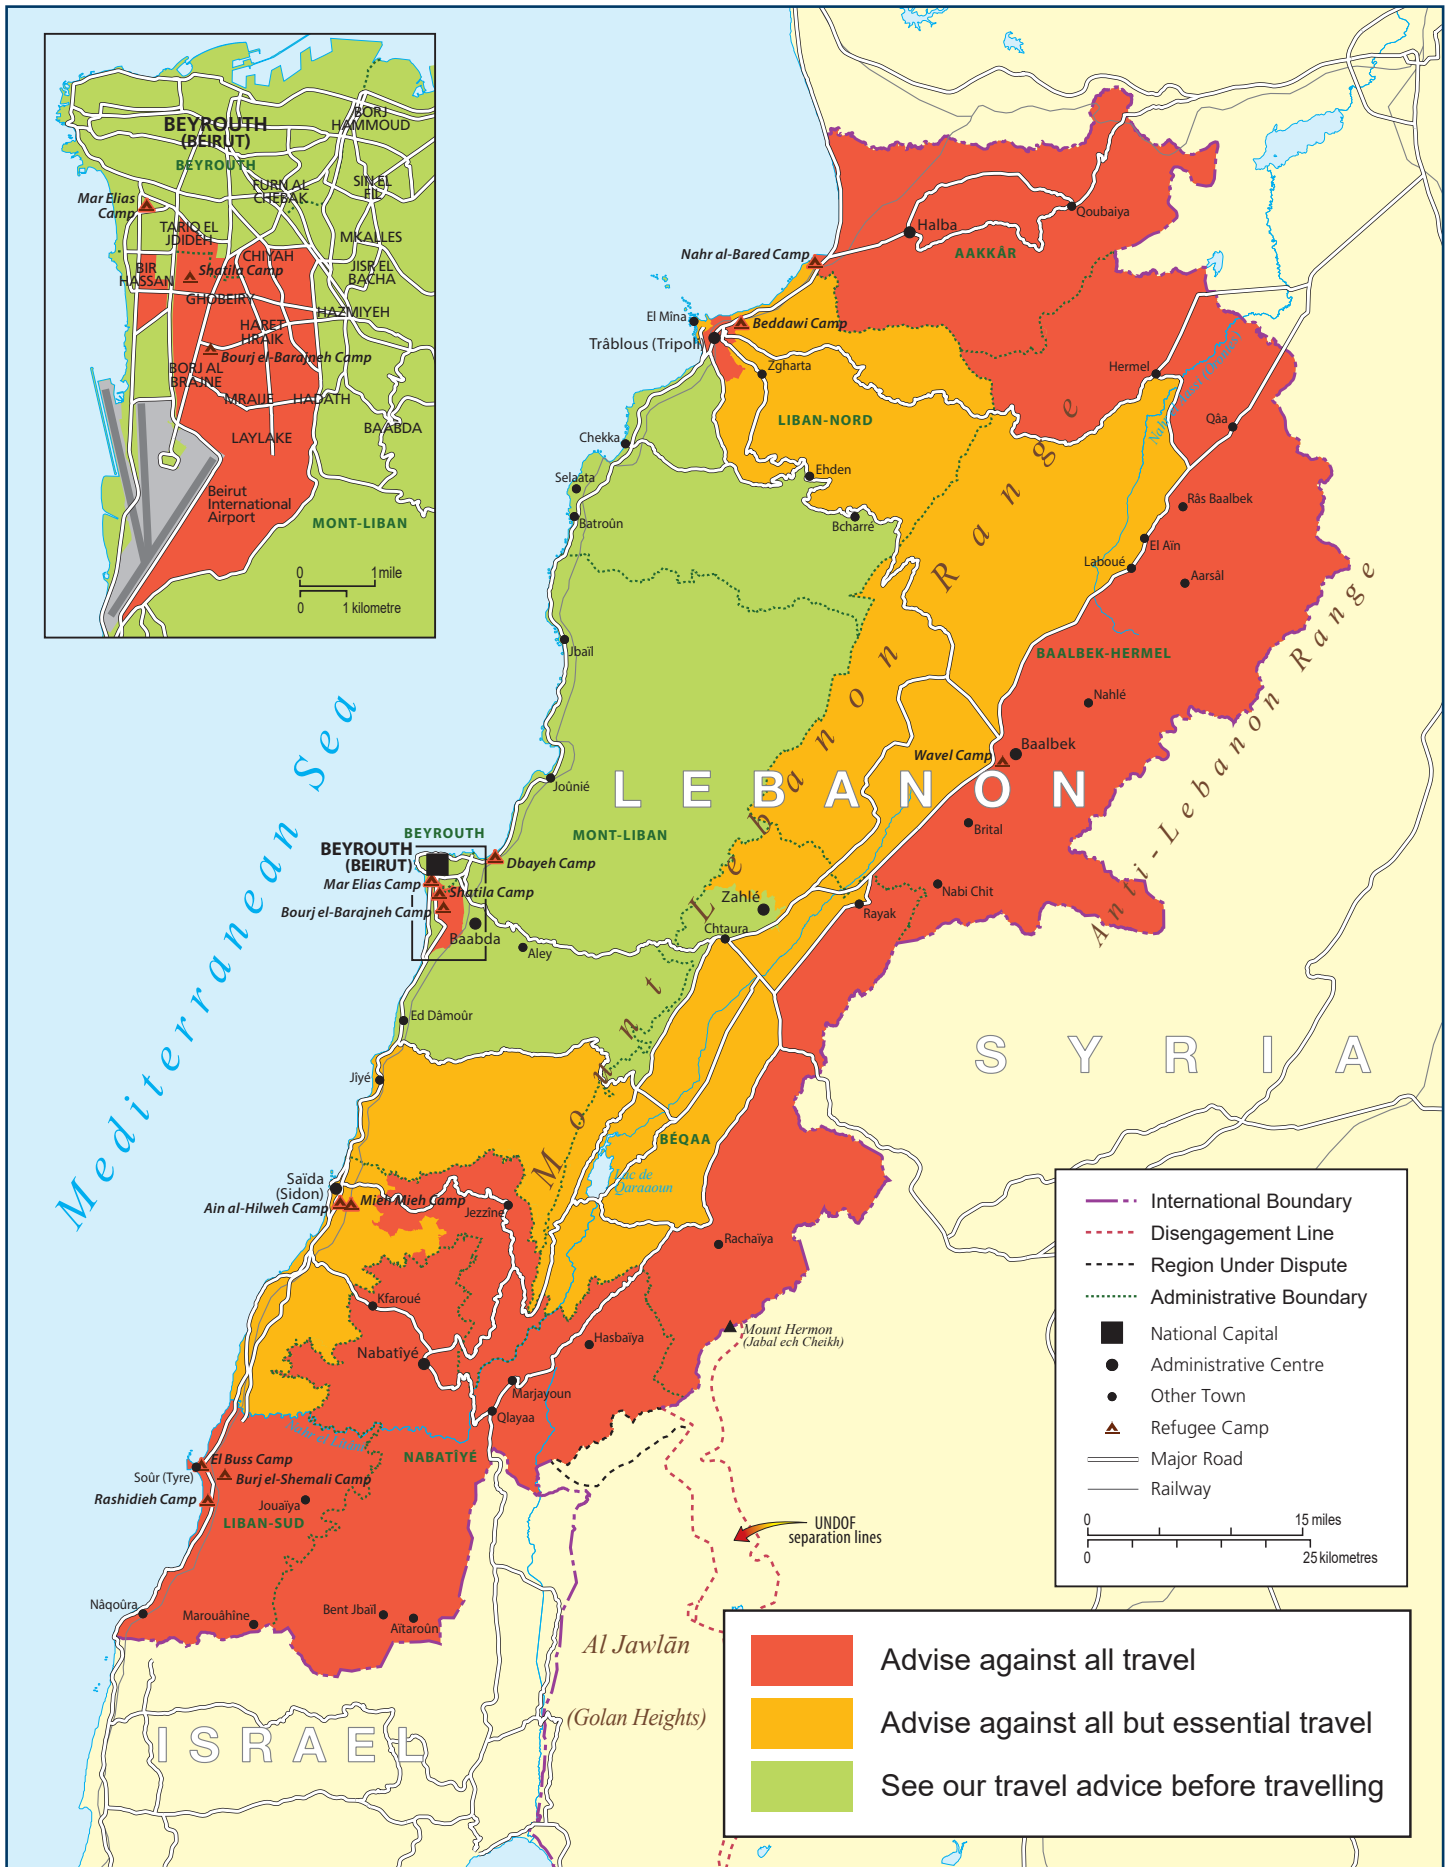 BEYROUTH
(BEIRUT)
BEYROUTH
BORJ
HAMMOUD
FURN AL
CHEBAK
SIN EL
FIL
Mar Elias
Camp
TARIQ EL
JDIDEH
MKALLES
CHIYAH
BIR
HASSAN
Shatila Camp
JISR EL
BACHA
GHOBEIRY
HAZMIYEH
HARET
HRAIK
Bourj el-Barajneh Camp
BORJ AL
BRAJNE
MRAIJE
HADATH
BAABDA
LAYLAKE
Beirut
International
Airport
MONT-LIBAN
0 1 mile
0 1 kilometre
Qoubaiya
Halba
AAKKÂR
Nahr al-Bared Camp
El Mîna
Beddawi Camp
Trâblous (Tripoli)
Zgharta
Hermel
LIBAN-NORD
Qâa
Chekka
Ehden
Selaata
Râs Baalbek
Batroûn
Bcharré
El Aïn
Laboué
Aarsâl
Jbaïl
BAALBEK-HERMEL
Nahlé
Mount Lebanon Range
Anti-Lebanon Range
Mediterranean Sea
Baalbek
Wavel Camp
Joûnié
LEBANON
Brital
BEYROUTH
MONT-LIBAN
BEYROUTH
(BEIRUT)
Dbayeh Camp
Mar Elias Camp
Shatila Camp
Nabi Chit
Zahlé
Bourj el-Barajneh Camp
Rayak
Chtaura
Baabda
Aley
Ed Dâmoûr
SYRIA
Jîyé
BÉQAA
Lac de
Qaraaoun
Saïda
(Sidon)
Mieh Mieh Camp
Ain al-Hilweh Camp
Jezzîne
Rachaïya
Kfaroué
Mount Hermon
(Jabal ech Cheikh)
Hasbaïya
Nabatîyé
Marjayoun
Qlayaa
NABATÎYÉ
El Buss Camp
Soûr (Tyre)
Burj el-Shemali Camp
Rashidieh Camp
Jouaïya
LIBAN-SUD
UNDOF
separation lines
Nâqoûra
Marouâhîne
Bent Jbaïl
Aïtaroûn
Al Jawlān
(Golan Heights)
ISRAEL
International Boundary
Disengagement Line
Region Under Dispute
Administrative Boundary
National Capital
Administrative Centre
Other Town
Refugee Camp
Major Road
Railway
0 15 miles
0 25 kilometres
Advise against all travel
Advise against all but essential travel
See our travel advice before travelling